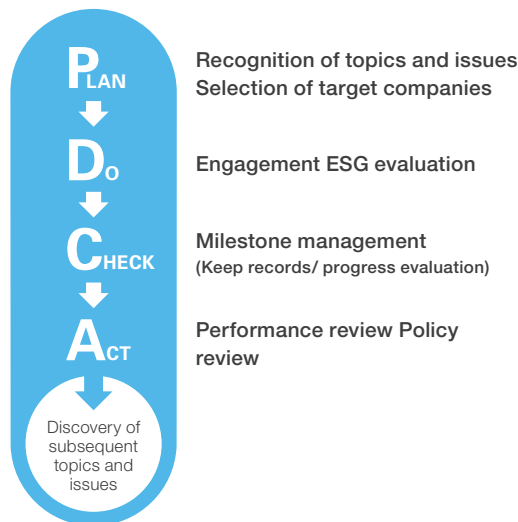 PLAN
Recognition of topics and issues
Selection of target companies
DO
Engagement ESG evaluation
CHECK
Milestone management
(Keep records/ progress evaluation)
ACT
Performance review Policy
review
Discovery of
subsequent
topics and
issues